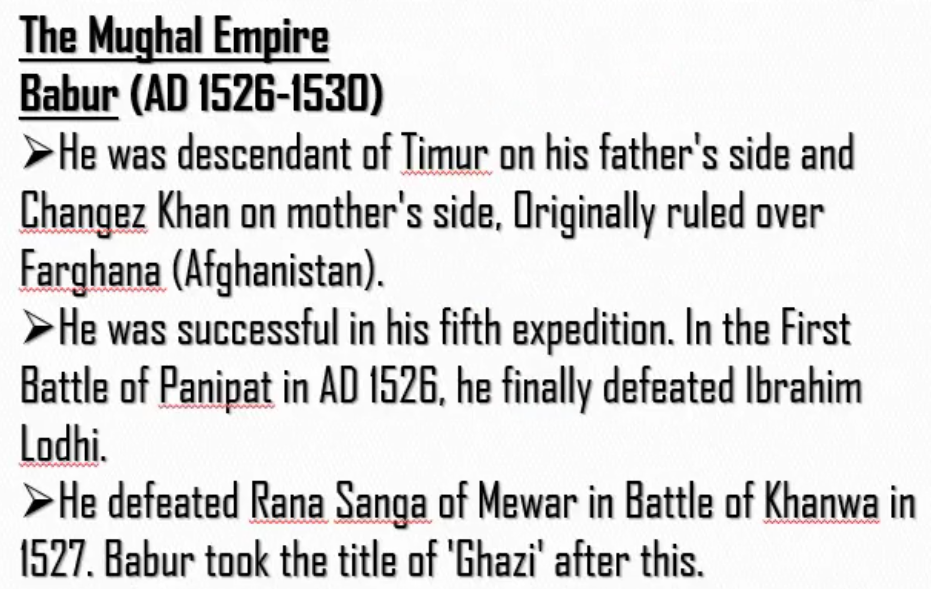 The Mughal Empire
Babur (AD 1526-1530)
➢He was descendant of Timur on his father's side and
Changez Khan on mother's side, Originally ruled over
Farghana (Afghanistan).
➢He was successful in his fifth expedition. In the First
Battle of Panipat in AD 1526, he finally defeated Ibrahim
Lodhi.
➢He defeated Rana Sanga of Mewar in Battle of Khanwa in
1527. Babur took the title of 'Ghazi' after this.